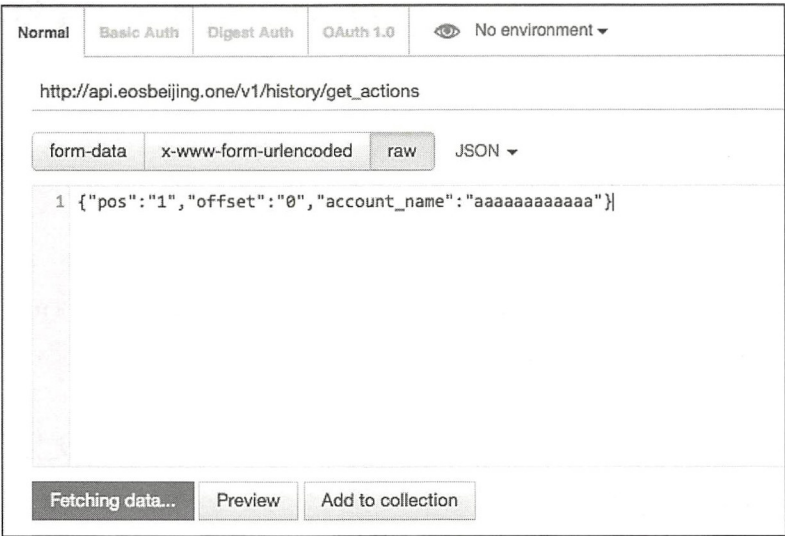 Normal Basic Auth Digest Auth OAuth 1.0 No environment
http://api.eosbeijing.one/v1/history/get_actions
form-data x-www-form-urlencoded raw JSON
1 {"pos":"1","offset":"0","account_name":"aaaaaaaaaaaa"}
Fetching data... Preview Add to collection